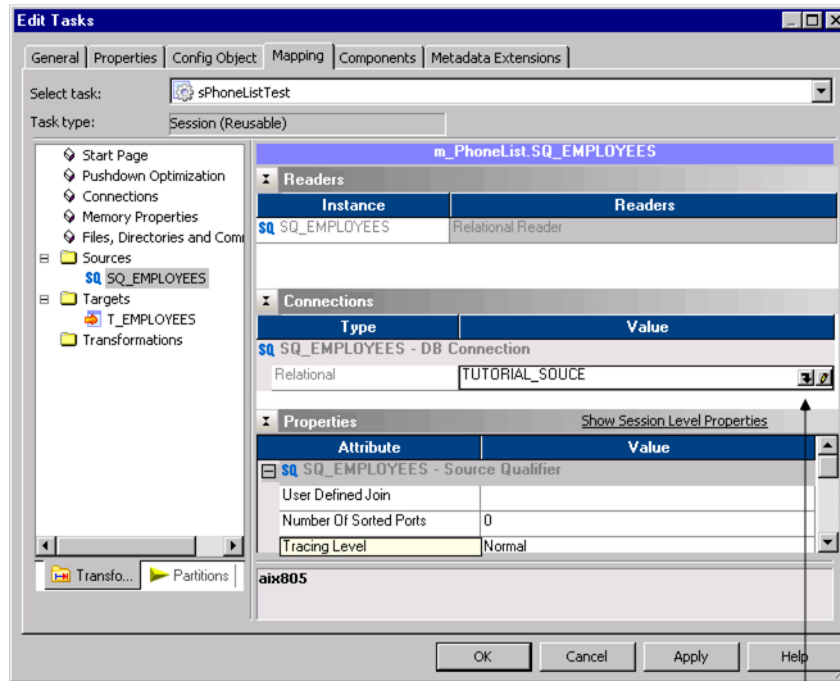 Edit Tasks
General Properties Config Object Mapping Components Metadata Extensions
Select task: sPhoneListTest
Task type: Session (Reusable)
Start Page
Pushdown Optimization
Connections
Memory Properties
Files, Directories and Com
Sources
SQ SQ_EMPLOYEES
Targets
T_EMPLOYEES
Transformations
Transfo... Partitions
m_PhoneList.SQ_EMPLOYEES
Readers
Instance Readers
SQ SQ_EMPLOYEES Relational Reader
Connections
Type Value
SQ SQ_EMPLOYEES - DB Connection
Relational TUTORIAL_SOUCE
Properties Show Session Level Properties
Attribute Value
SQ SQ_EMPLOYEES - Source Qualifier
User Defined Join
Number Of Sorted Ports 0
Tracing Level Normal
aix805
OK Cancel Apply Help